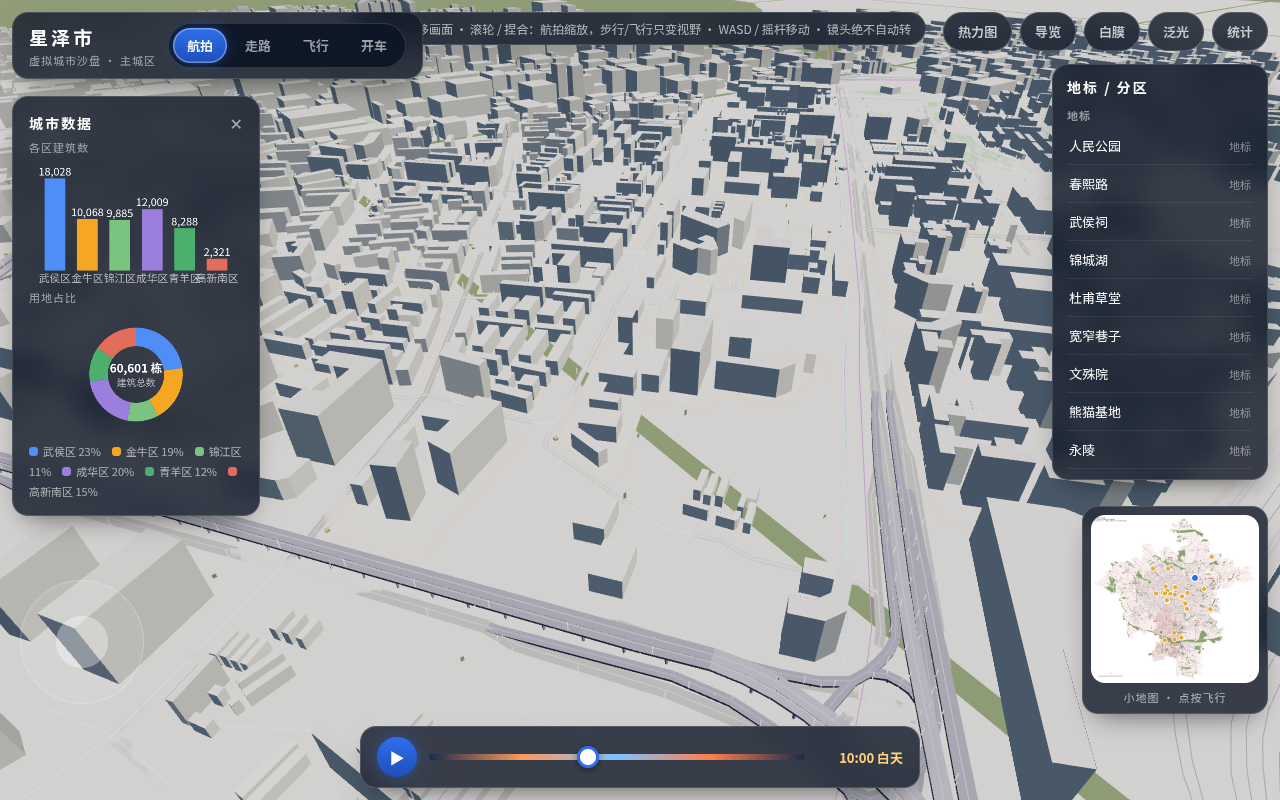 星泽市
虚拟城市沙盘 · 主城区
航拍
走路
飞行
开车
画面 · 滚轮 / 捏合：航拍缩放，步行/飞行只变视野 · WASD / 摇杆移动 · 镜头绝不自动转
热力图
导览
白膜
泛光
统计
城市数据
×
各区建筑数
18,028
10,068
9,885
12,009
8,288
2,321
武侯区
金牛区
锦江区
成华区
青羊区
高新南区
用地占比
60,601 栋
建筑总数
武侯区 23% 金牛区 19% 锦江区
11% 成华区 20% 青羊区 12%
高新南区 15%
地标 / 分区
地标
人民公园 地标
春熙路 地标
武侯祠 地标
锦城湖 地标
杜甫草堂 地标
宽窄巷子 地标
文殊院 地标
熊猫基地 地标
永陵 地标
小地图 · 点按飞行
10:00 白天